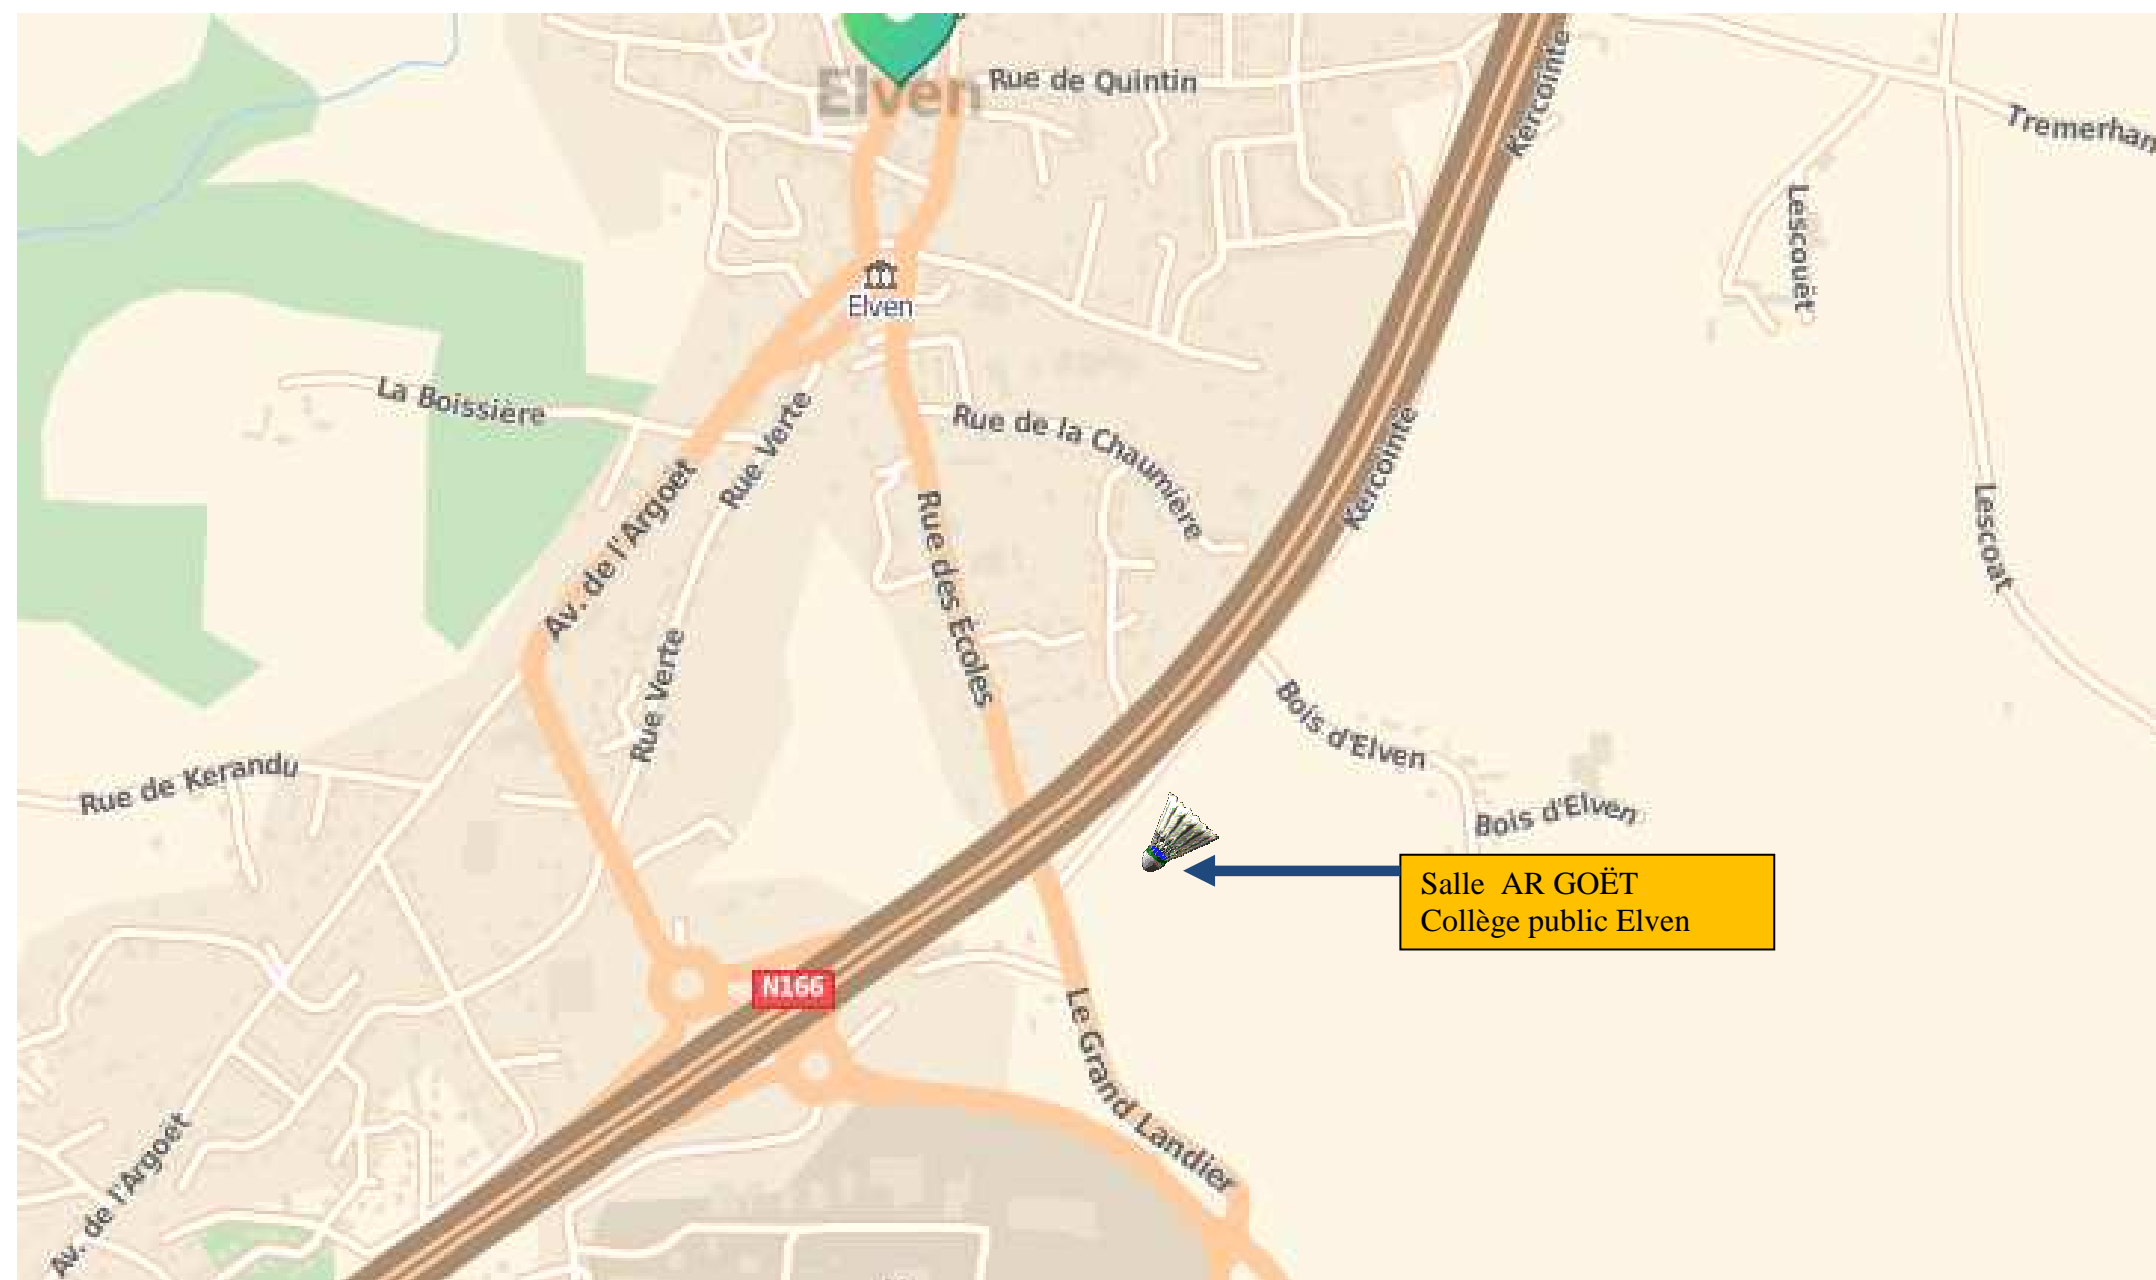 Elven
Rue de Quintin
Kercointe
Tremerhan
Lescouët
Elven
La Boissière
Rue Verte
Rue de la Chaumière
Kercointe
Av. de l'Argoët
Rue des Ecoles
Lescoat
Rue Verte
Bois d'Elven
Rue de Kerandu
Bois d'Elven
Salle AR GOËT
Collège public Elven
N166
Le Grand Landier
Av. de l'Argoët